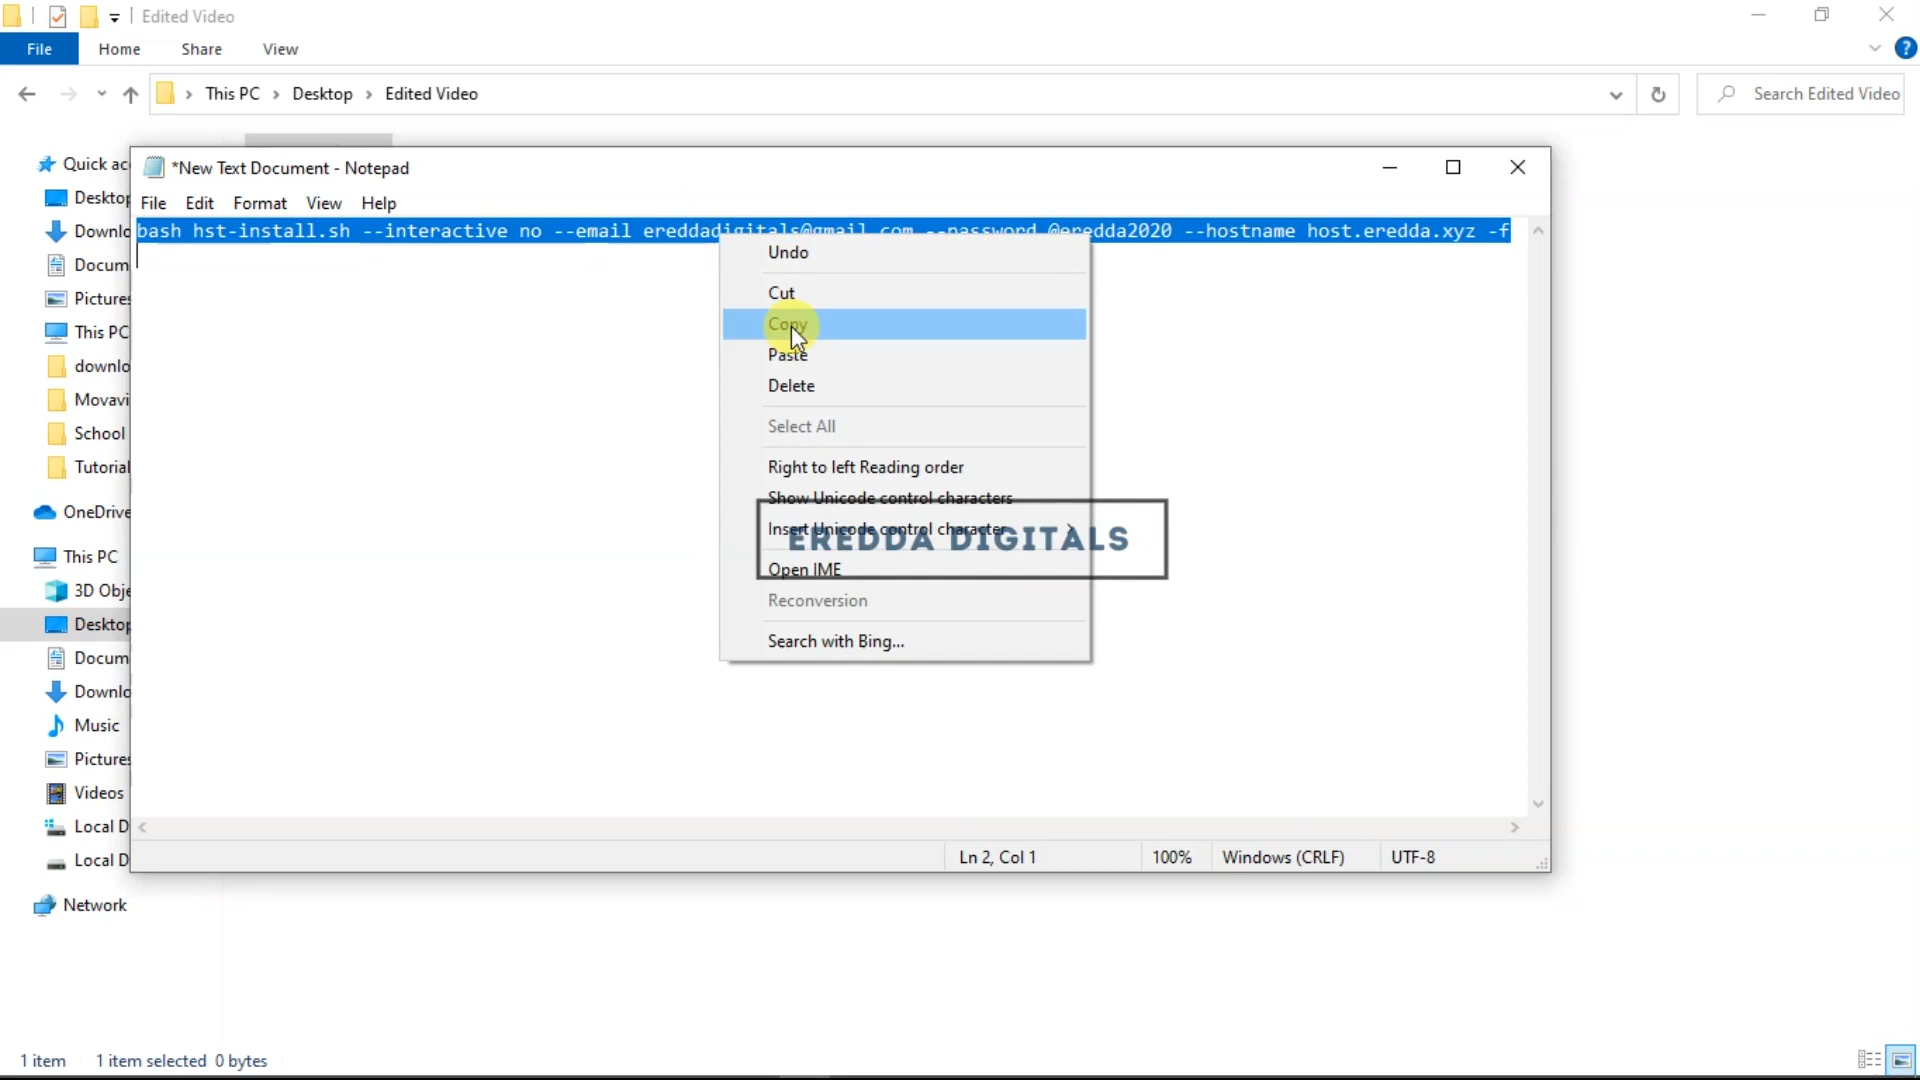 Edited Video
File Home Share View
This PC Desktop Edited Video
Search Edited Video
Quick ac
*New Text Document - Notepad
File Edit Format View Help
bash hst-install.sh --interactive no --email ereddadigitals@gmail.com --password @eredda2020 --hostname host.eredda.xyz -f
Undo
Cut
Copy
Paste
Delete
Select All
Right to left Reading order
Show Unicode control characters
Insert Unicode control character
EREDDA DIGITALS
Open IME
Reconversion
Search with Bing...
Desktop
Downlo
Docum
Pictures
This PC
downlo
Movavi
School
Tutorial
OneDrive
This PC
3D Obje
Desktop
Docum
Downlo
Music
Pictures
Videos
Local D
Local D
Network
Ln 2, Col 1 100% Windows (CRLF) UTF-8
1 item 1 item selected 0 bytes